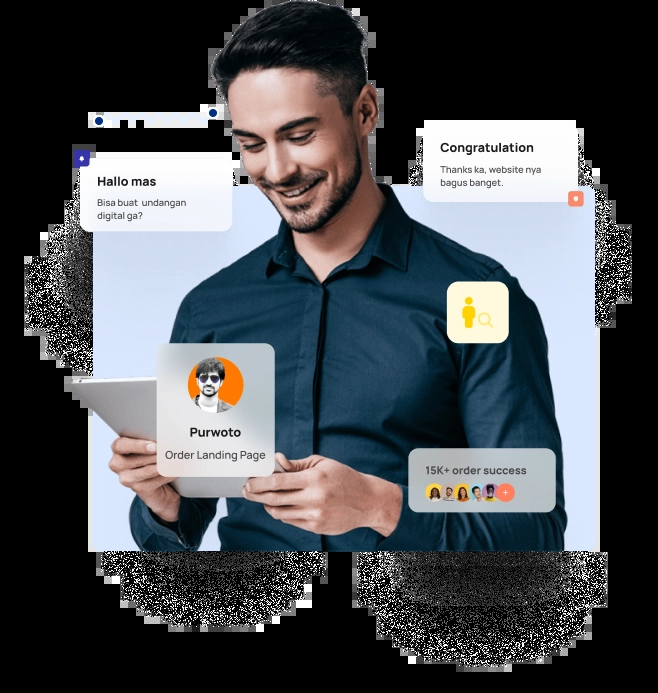 Congratulation
Thanks ka, website nya
bagus banget.
Hallo mas
Bisa buat undangan
digital ga?
Purwoto
Order Landing Page
15K+ order success